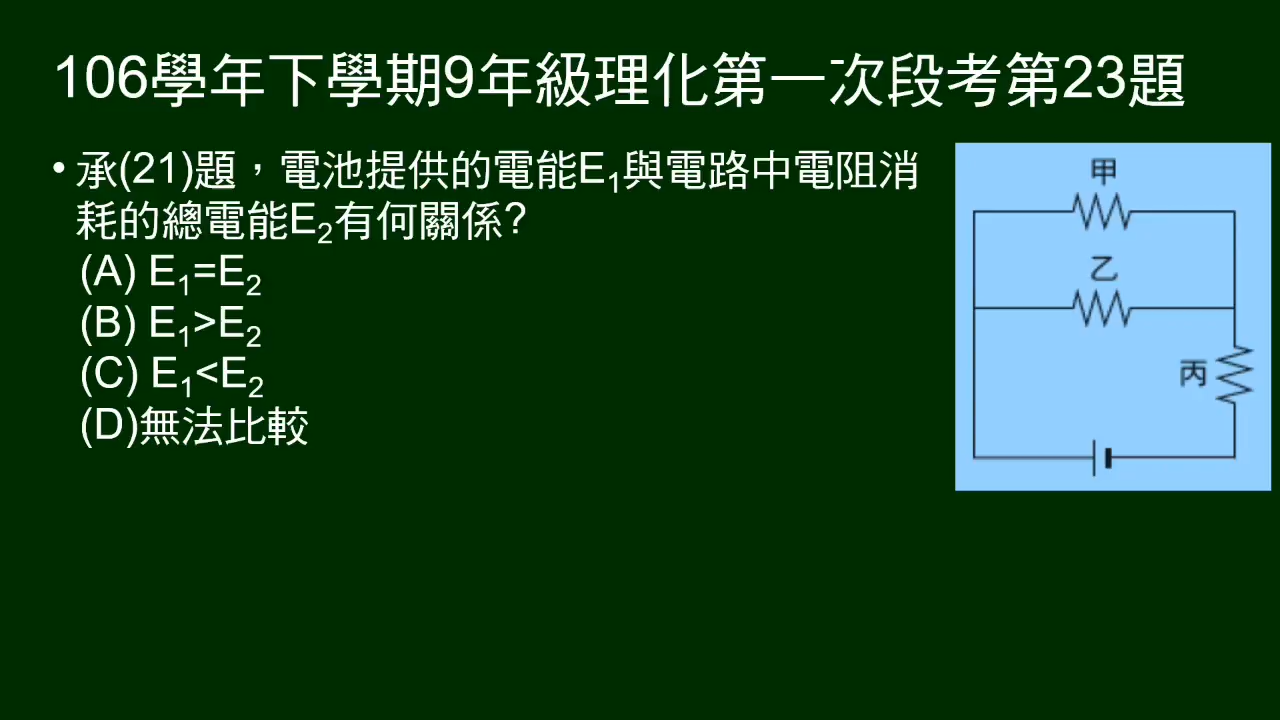 106學年下學期9年級理化第一次段考第23題
• 承(21)題，電池提供的電能E₁與電路中電阻消
耗的總電能E₂有何關係?
(A) E₁=E₂
(B) E₁>E₂
(C) E₁<E₂
(D)無法比較
甲
乙
丙